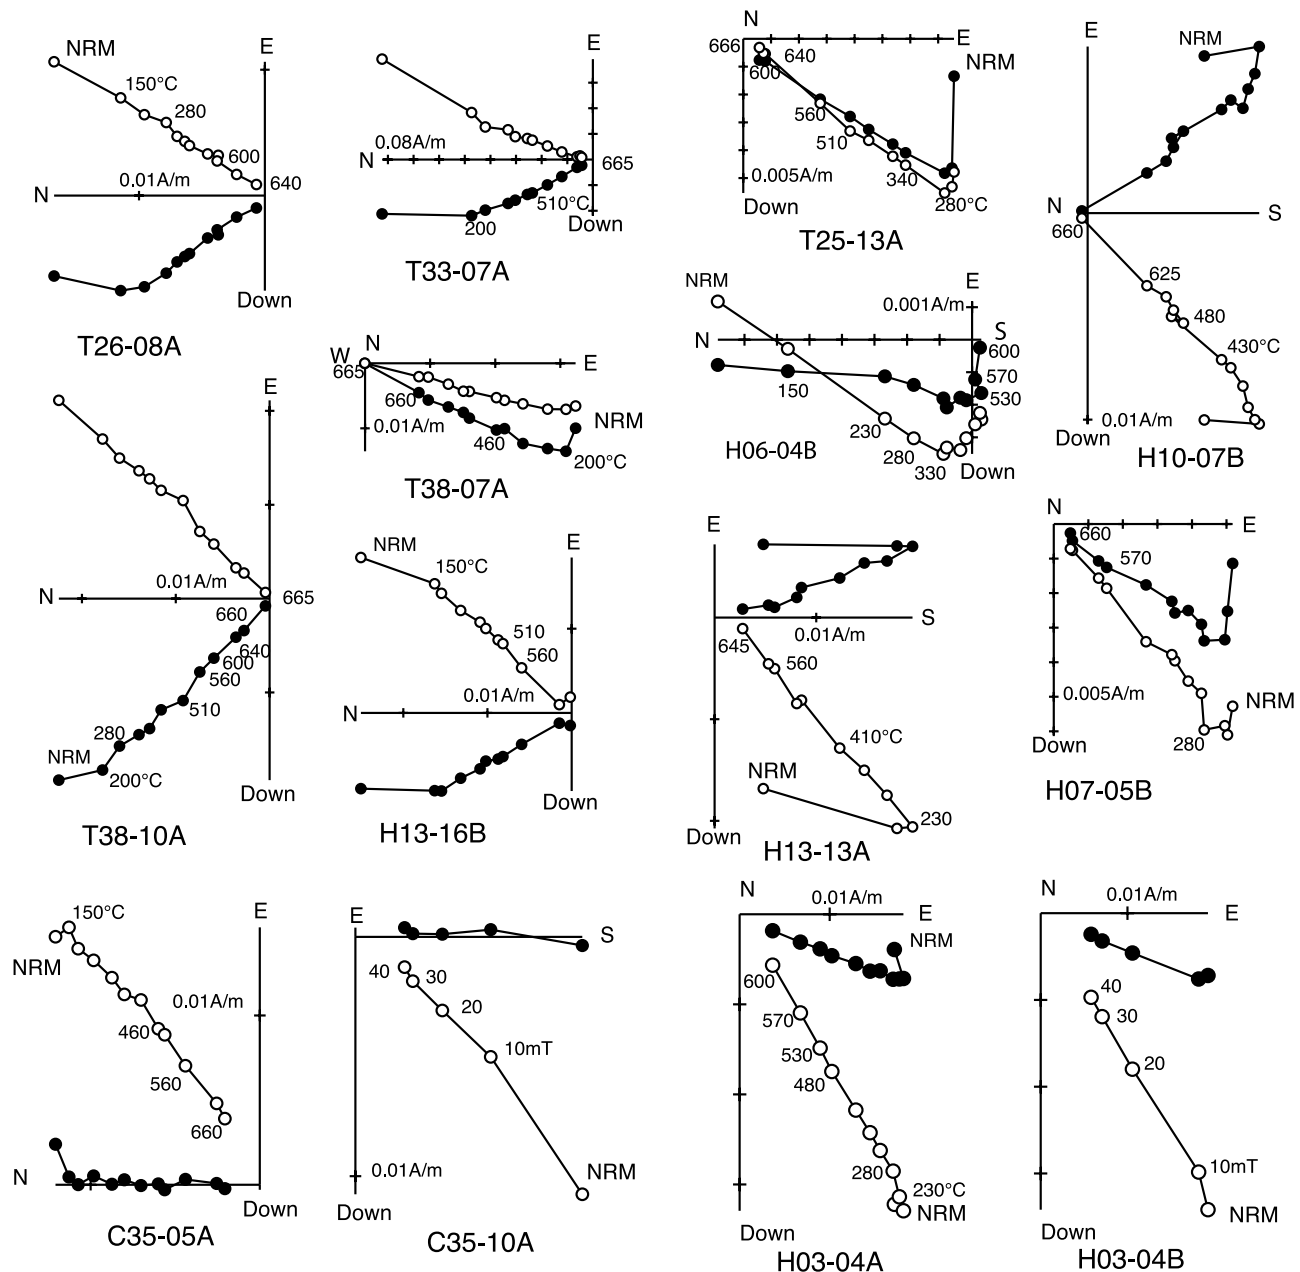 E
NRM
150°C
280
600
0.01A/m
N
640
Down
T26-08A
E
0.08A/m
N
665
510°C
200
Down
T33-07A
N
666
640
E
600
NRM
560
510
0.005A/m
340
Down
280°C
T25-13A
E
NRM
N
S
660
625
480
430°C
0.01A/m
Down
H10-07B
N
W
E
665
660
NRM
0.01A/m
460
200°C
T38-07A
E
NRM
0.001A/m
N
S
600
150
570
530
230
280
330
Down
H06-04B
E
0.01A/m
N
665
660
640
600
560
510
280
NRM
200°C
Down
T38-10A
E
NRM
150°C
510
560
0.01A/m
N
Down
H13-16B
E
S
0.01A/m
645
560
410°C
NRM
230
Down
H13-13A
N
E
660
570
0.005A/m
NRM
280
Down
H07-05B
150°C
E
NRM
0.01A/m
460
560
660
N
Down
C35-05A
E
S
40
30
20
10mT
0.01A/m
NRM
Down
C35-10A
N
0.01A/m
E
NRM
600
570
530
480
280
230°C
NRM
Down
H03-04A
N
0.01A/m
E
40
30
20
10mT
NRM
Down
H03-04B